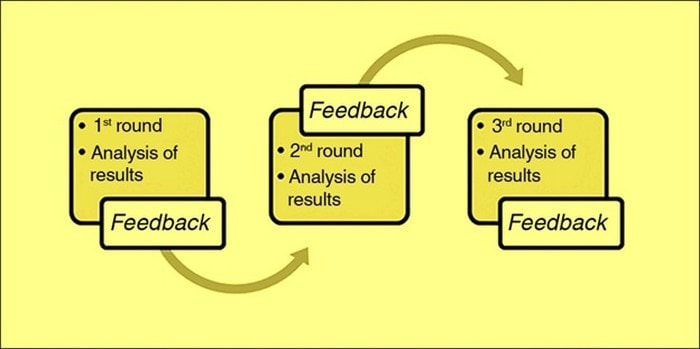 • 1st round
• Analysis of
results
Feedback
Feedback
• 2nd round
• Analysis of
results
• 3rd round
• Analysis of
results
Feedback